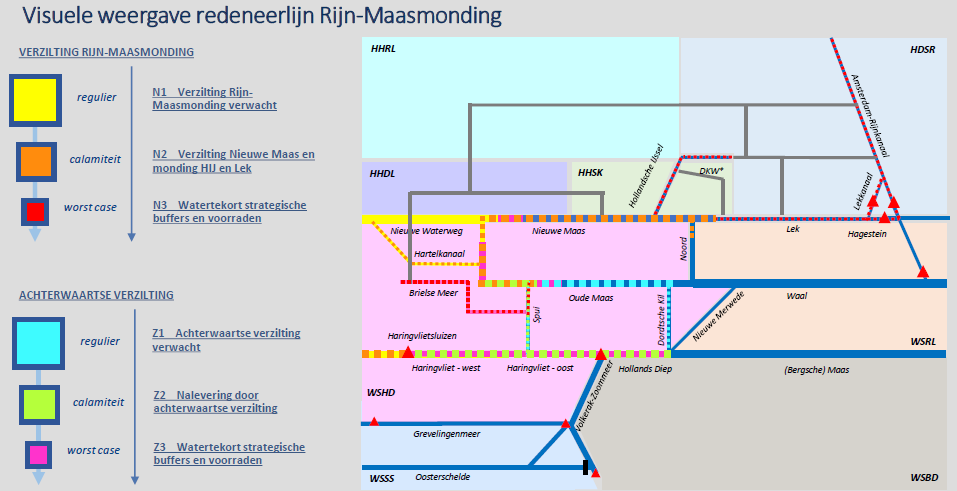 Visuele weergave redeneerlijn Rijn-Maasmonding
VERZILTING RIJN-MAASMONDING
regulier
N1 Verzilting Rijn-
Maasmonding verwacht
calamiteit
N2 Verzilting Nieuwe Maas en
monding HIJ en Lek
worst case
N3 Watertekort strategische
buffers en voorraden
ACHTERWAARTSE VERZILTING
regulier
Z1 Achterwaartse verzilting
verwacht
calamiteit
Z2 Nalevering door
achterwaartse verzilting
worst case
Z3 Watertekort strategische
buffers en voorraden
HHRL
HDSR
Amsterdam-Rijnkanaal
HHDL
HHSK
Hollandsche IJssel
DKW*
Lekkanaal
Nieuwe Waterweg
Nieuwe Maas
Lek
Hagestein
Hartelkanaal
Noord
Brielse Meer
Oude Maas
Waal
Spui
Dordtsche Kil
Nieuwe Merwede
Haringvlietsluizen
WSRL
Haringvliet - west
Haringvliet - oost
Hollands Diep
(Bergsche) Maas
WSHD
Volkerak-Zoommeer
Grevelingenmeer
WSSS
Oosterschelde
WSBD